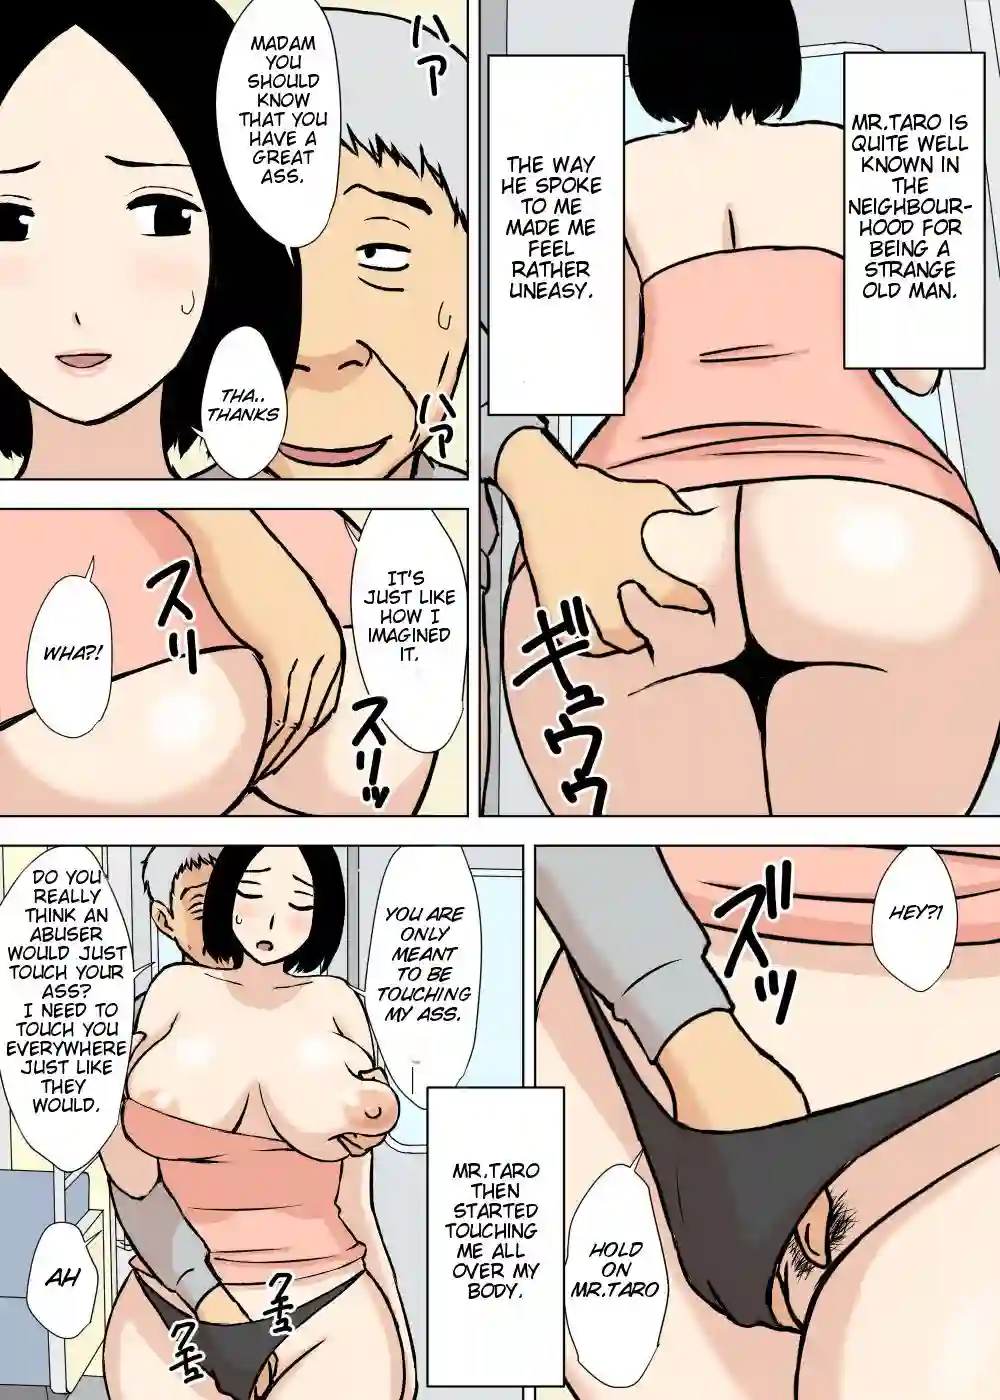 MR.TARO IS
QUITE WELL
KNOWN IN
THE
NEIGHBOUR-
HOOD FOR
BEING A
STRANGE
OLD MAN.
THE WAY
HE SPOKE
TO ME
MADE ME
FEEL
RATHER
UNEASY.
ギュウウ
MADAM
YOU
SHOULD
KNOW
THAT YOU
HAVE A
GREAT
ASS.
ハァ
THA..
THANKS
ハァ
IT'S
JUST LIKE
HOW I
IMAGINED
IT.
スリ
WHA?!
スリッ
HEY?1
ズッ
HOLD
ON
MR.TARO
YOU ARE
ONLY
MEANT
TO BE
TOUCHING
MY ASS.
DO YOU
REALLY
THINK AN
ABUSER
WOULD JUST
TOUCH YOUR
ASS?
I NEED TO
TOUCH YOU
EVERYWHERE
JUST LIKE
THEY
WOULD.
MR.TARO
THEN
STARTED
TOUCHING
ME ALL
OVER MY
BODY.
AH